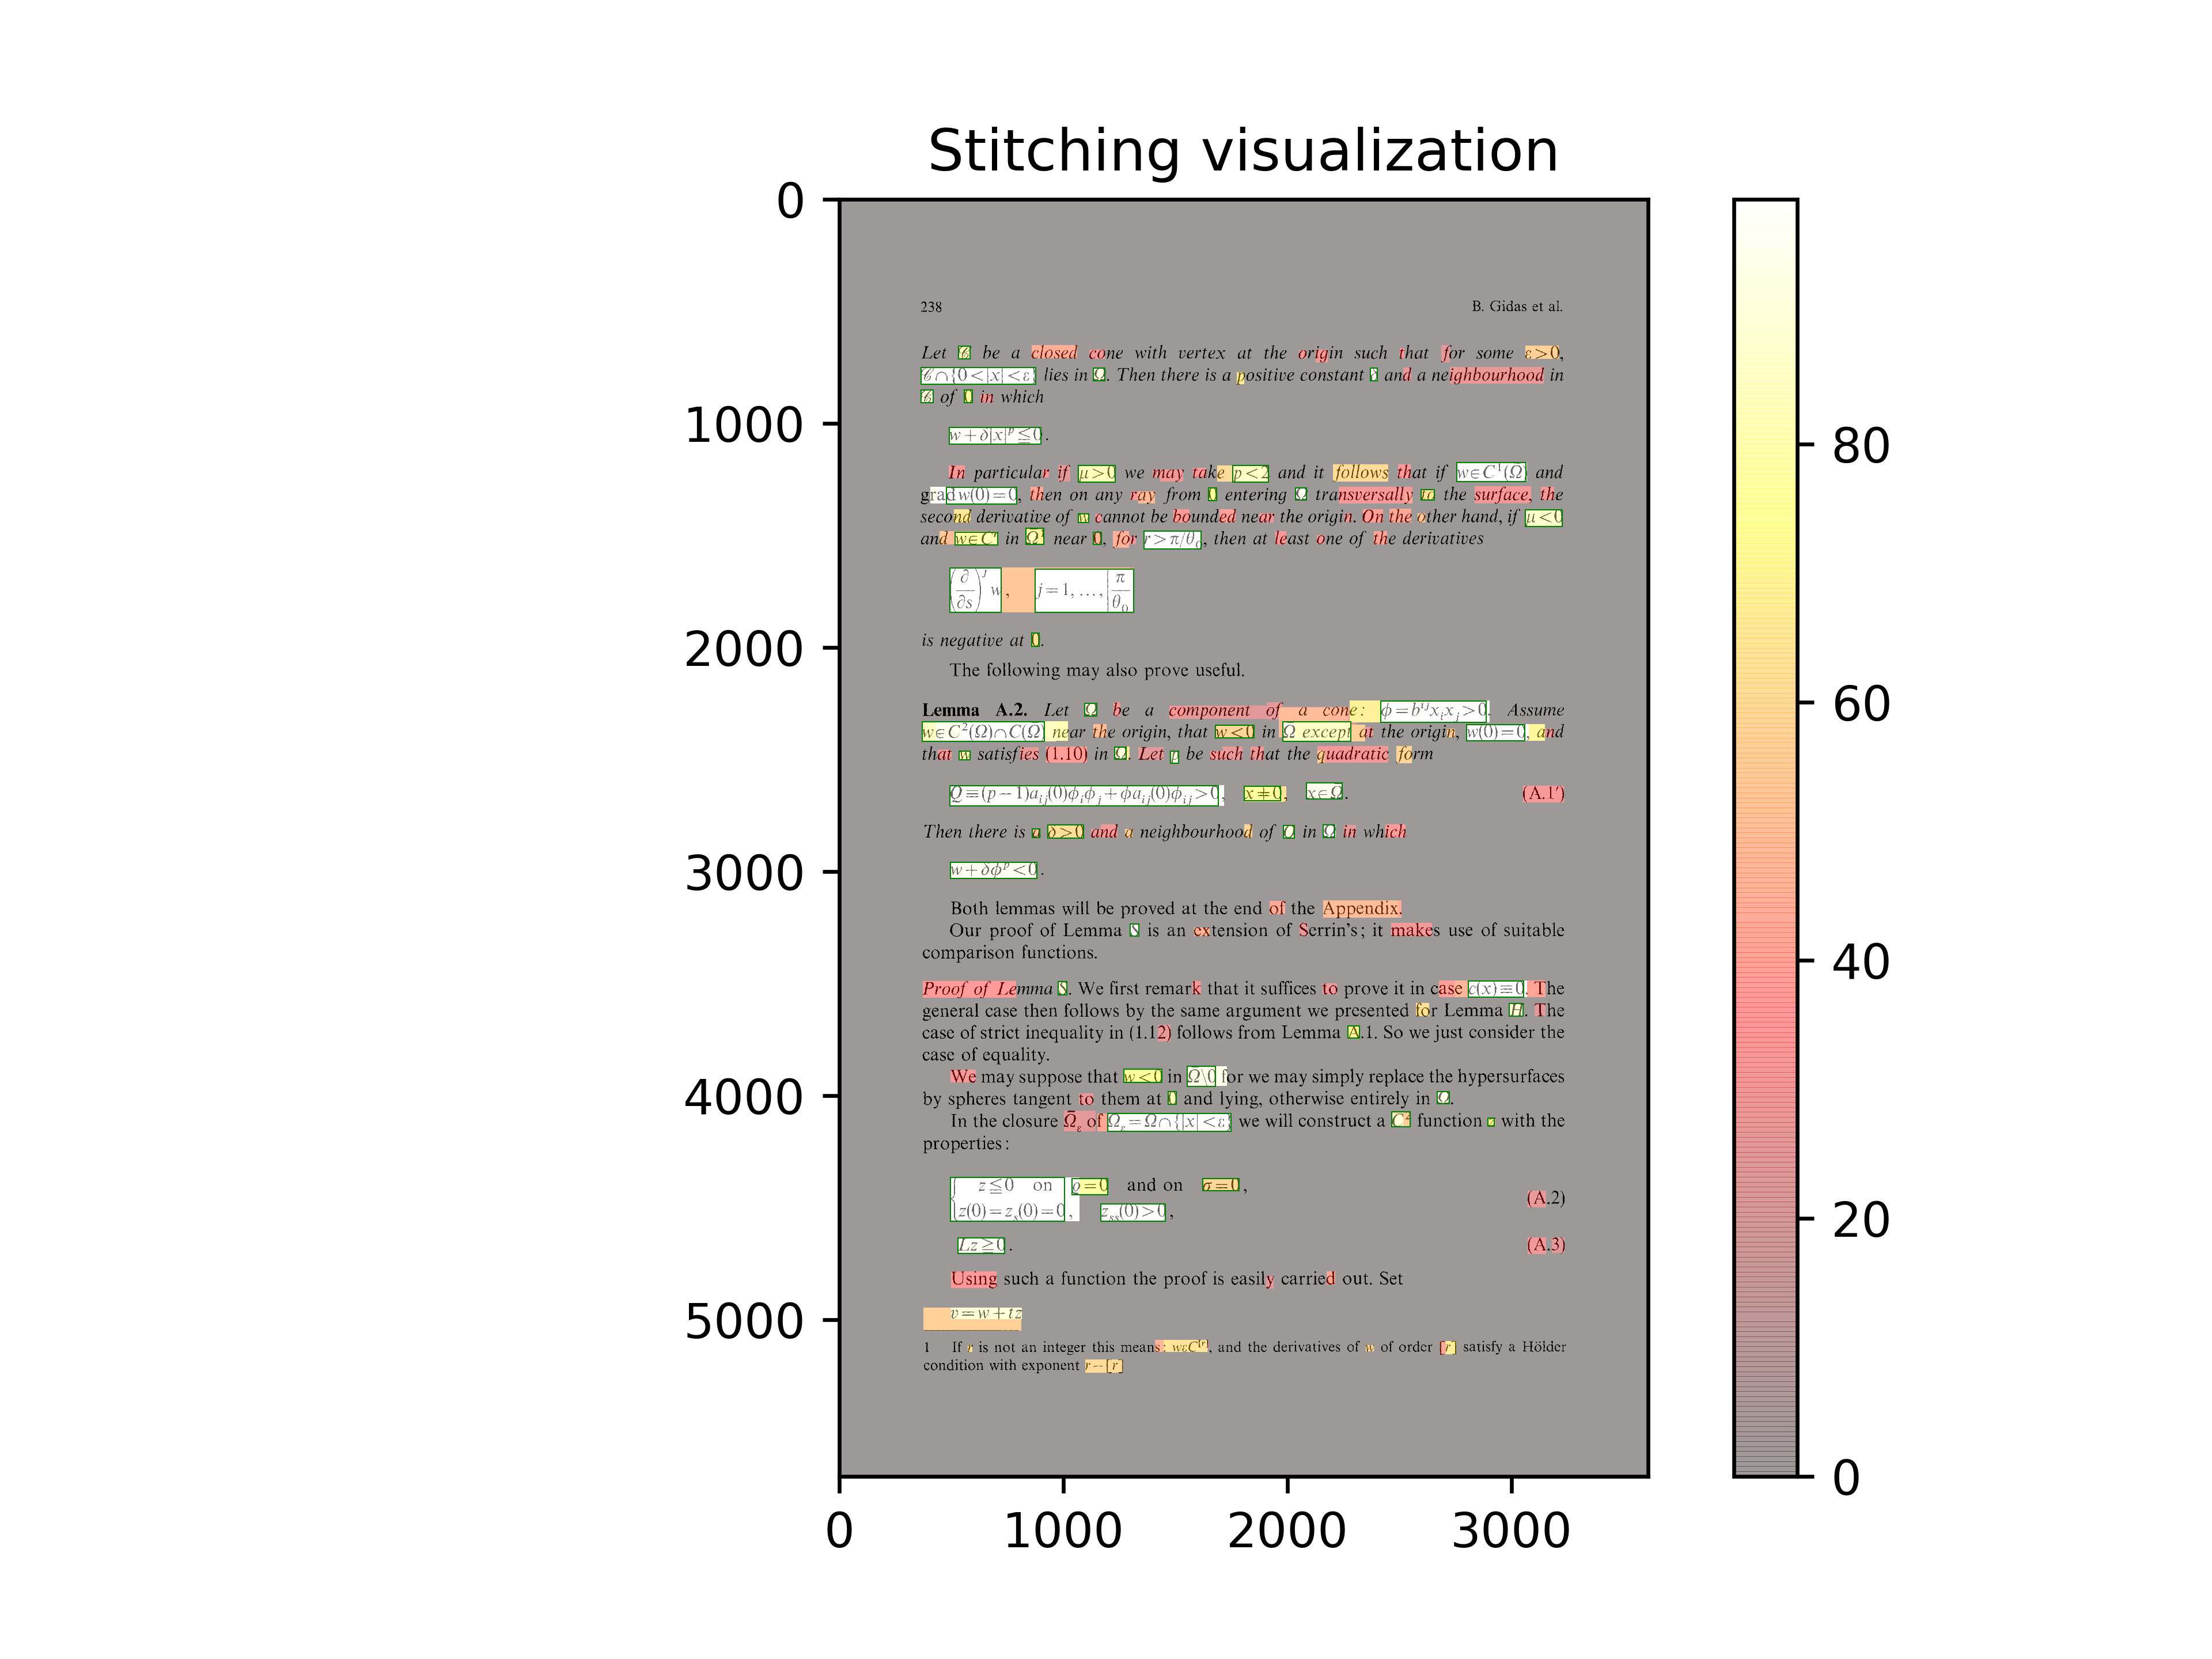 Stitching visualization
0
1000
2000
3000
4000
5000
0
1000
2000
3000
80
60
40
20
0
238 B. Gidas et al.
Let 𝒞 be a closed cone with vertex at the origin such that for some ε>0,
𝒞∩{0<|x|<ε} lies in Ω. Then there is a positive constant δ and a neighbourhood in
𝒞 of 0 in which
w+δ|x|^p≦0.
In particular if μ>0 we may take p<2 and it follows that if w∈C¹(Ω̄) and
grad w(0)=0, then on any ray from 0 entering Ω transversally to the surface, the
second derivative of w cannot be bounded near the origin. On the other hand, if μ<0
and w∈C^r in Ω̄¹ near 0, for r>π/θ₀, then at least one of the derivatives
(∂/∂s)^j w, j=1, ..., |π/θ₀
is negative at 0.
The following may also prove useful.
Lemma A.2. Let Ω be a component of a cone: ϕ=b^{ij}x_ix_j>0. Assume
w∈C²(Ω)∩C(Ω̄) near the origin, that w<0 in Ω̄ except at the origin, w(0)=0, and
that w satisfies (1.10) in Ω. Let p be such that the quadratic form
Q≡(p−1)a_{ij}(0)ϕ_iϕ_j+ϕa_{ij}(0)ϕ_{ij}>0, x≠0, x∈Ω̄. (A.1′)
Then there is a δ>0 and a neighbourhood of O in Ω in which
w+δϕ^p<0.
Both lemmas will be proved at the end of the Appendix.
Our proof of Lemma S is an extension of Serrin's; it makes use of suitable
comparison functions.
Proof of Lemma S. We first remark that it suffices to prove it in case c(x)≡0. The
general case then follows by the same argument we presented for Lemma H. The
case of strict inequality in (1.12) follows from Lemma A.1. So we just consider the
case of equality.
We may suppose that w<0 in Ω̄\0 for we may simply replace the hypersurfaces
by spheres tangent to them at 0 and lying, otherwise entirely in Ω.
In the closure Ω̄_ε of Ω_ε=Ω∩{|x|<ε} we will construct a C² function z with the
properties:
{ z≦0 on ϱ=0 and on σ=0, (A.2)
{ z(0)=z_s(0)=0, z_{ss}(0)>0,
Lz≧0. (A.3)
Using such a function the proof is easily carried out. Set
v=w+tz
1 If r is not an integer this means: wεC^{[r]}, and the derivatives of w of order [r] satisfy a Hölder
condition with exponent r−[r]